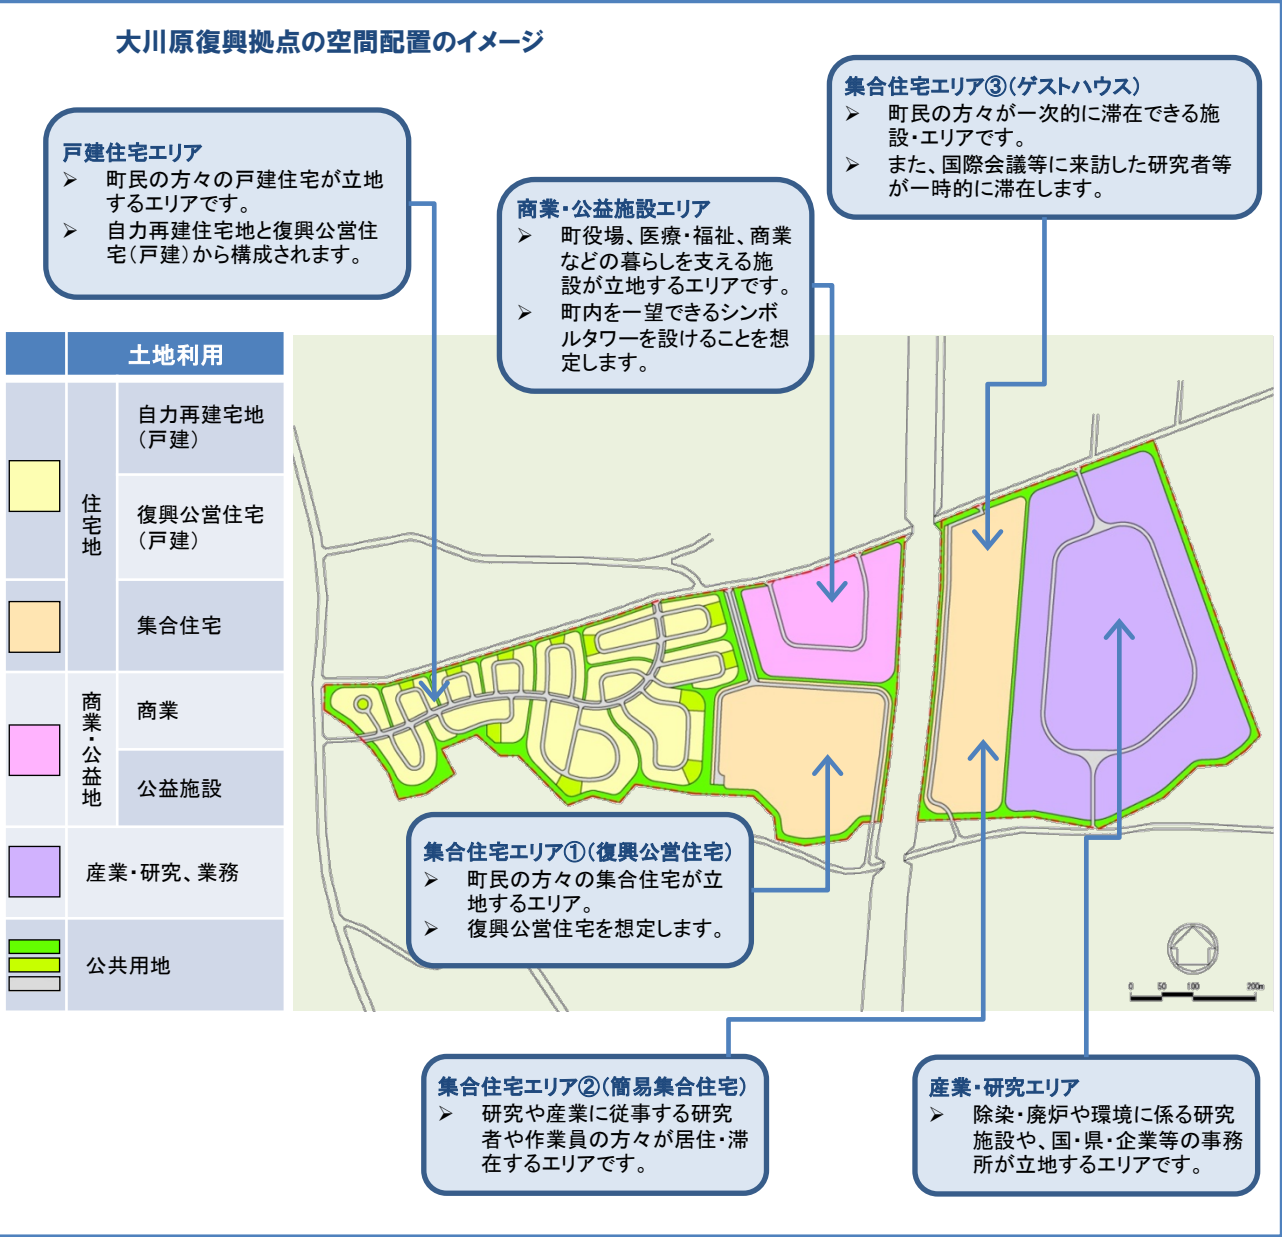 大川原復興拠点の空間配置のイメージ
戸建住宅エリア
➢ 町民の方々の戸建住宅が立地
するエリアです。
➢ 自力再建住宅地と復興公営住
宅(戸建)から構成されます。
商業・公益施設エリア
➢ 町役場、医療・福祉、商業
などの暮らしを支える施
設が立地するエリアです。
➢ 町内を一望できるシンボ
ルタワーを設けることを想
定します。
集合住宅エリア③(ゲストハウス)
➢ 町民の方々が一次的に滞在できる施
設・エリアです。
➢ また、国際会議等に来訪した研究者等
が一時的に滞在します。
土地利用
住宅地
自力再建宅地
(戸建)
復興公営住宅
(戸建)
集合住宅
商業・公益地
商業
公益施設
産業・研究、業務
公共用地
集合住宅エリア①(復興公営住宅)
➢ 町民の方々の集合住宅が立
地するエリア。
➢ 復興公営住宅を想定します。
0 50 100 200m
集合住宅エリア②(簡易集合住宅)
➢ 研究や産業に従事する研究
者や作業員の方々が居住・滞
在するエリアです。
産業・研究エリア
➢ 除染・廃炉や環境に係る研究
施設や、国・県・企業等の事務
所が立地するエリアです。